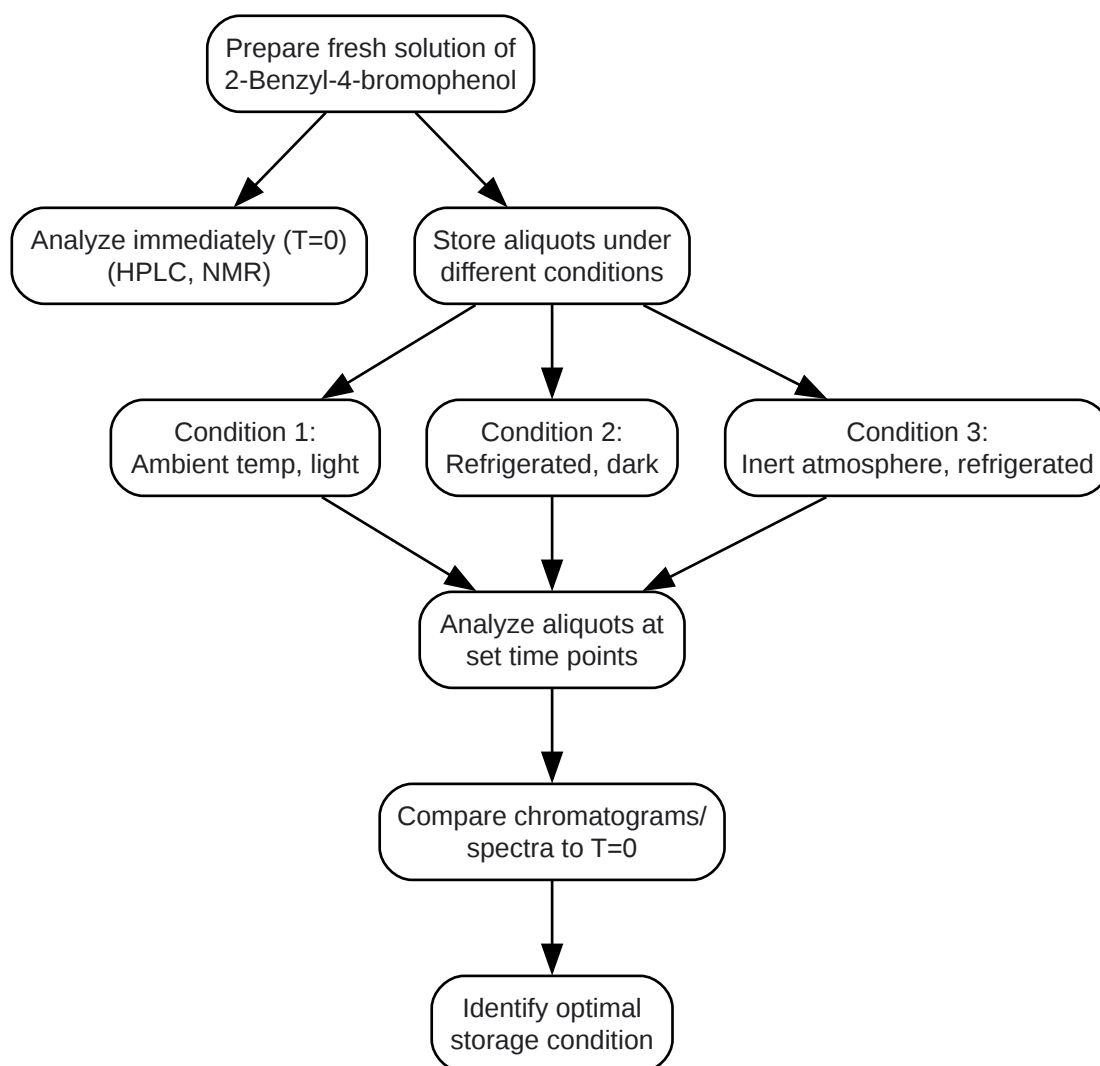 Prepare fresh solution of
2-Benzyl-4-bromophenol
Analyze immediately (T=0)
(HPLC, NMR)
Store aliquots under
different conditions
Condition 1:
Ambient temp, light
Condition 2:
Refrigerated, dark
Condition 3:
Inert atmosphere, refrigerated
Analyze aliquots at
set time points
Compare chromatograms/
spectra to T=0
Identify optimal
storage condition